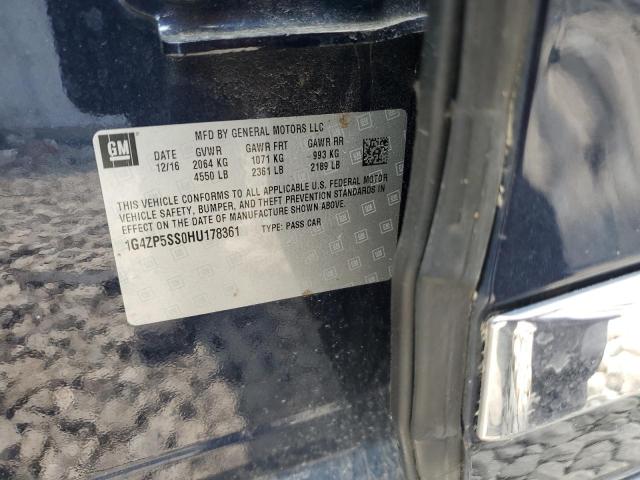 GM
MFD BY GENERAL MOTORS LLC
DATE GVWR GAWR FRT GAWR RR
12/16 2064 KG 1071 KG 993 KG
4550 LB 2361 LB 2189 LB
THIS VEHICLE CONFORMS TO ALL APPLICABLE U.S. FEDERAL MOTOR
VEHICLE SAFETY, BUMPER, AND THEFT PREVENTION STANDARDS IN
EFFECT ON THE DATE OF MANUFACTURE SHOWN ABOVE.
1G4ZP5SS0HU178361 TYPE: PASS CAR